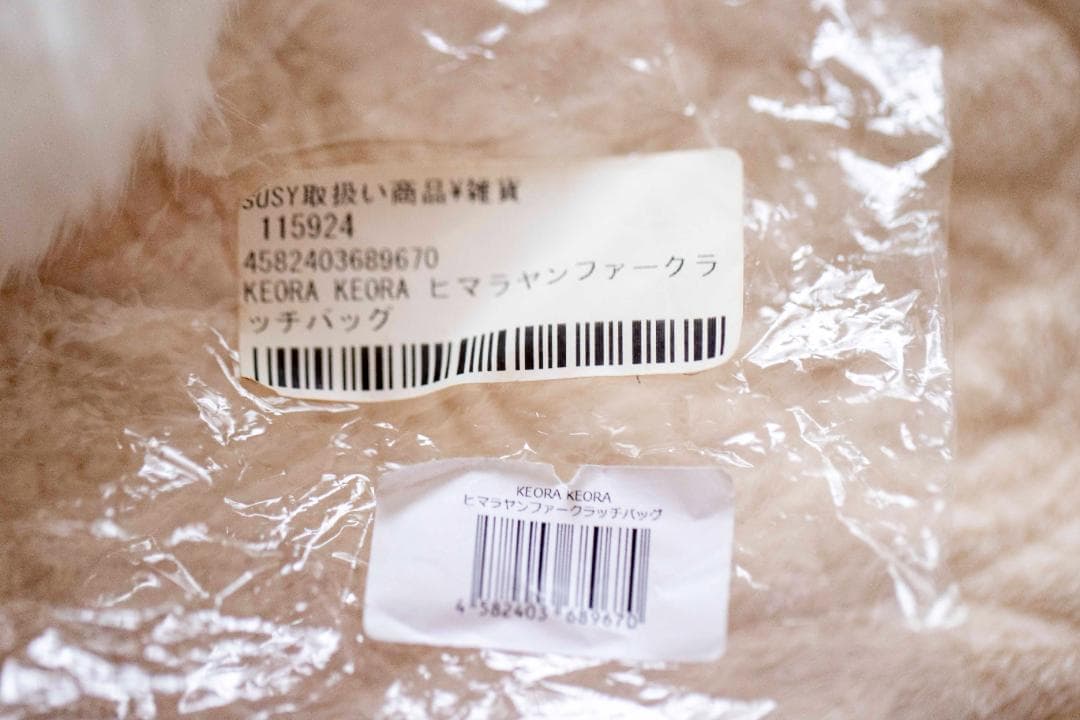 SUSY取扱い商品¥雑貨
115924
4582403689670
KEORA KEORA ヒマラヤンファークラ
ッチバッグ
KEORA KEORA
ヒマラヤンファークラッチバッグ
4 582403 689670